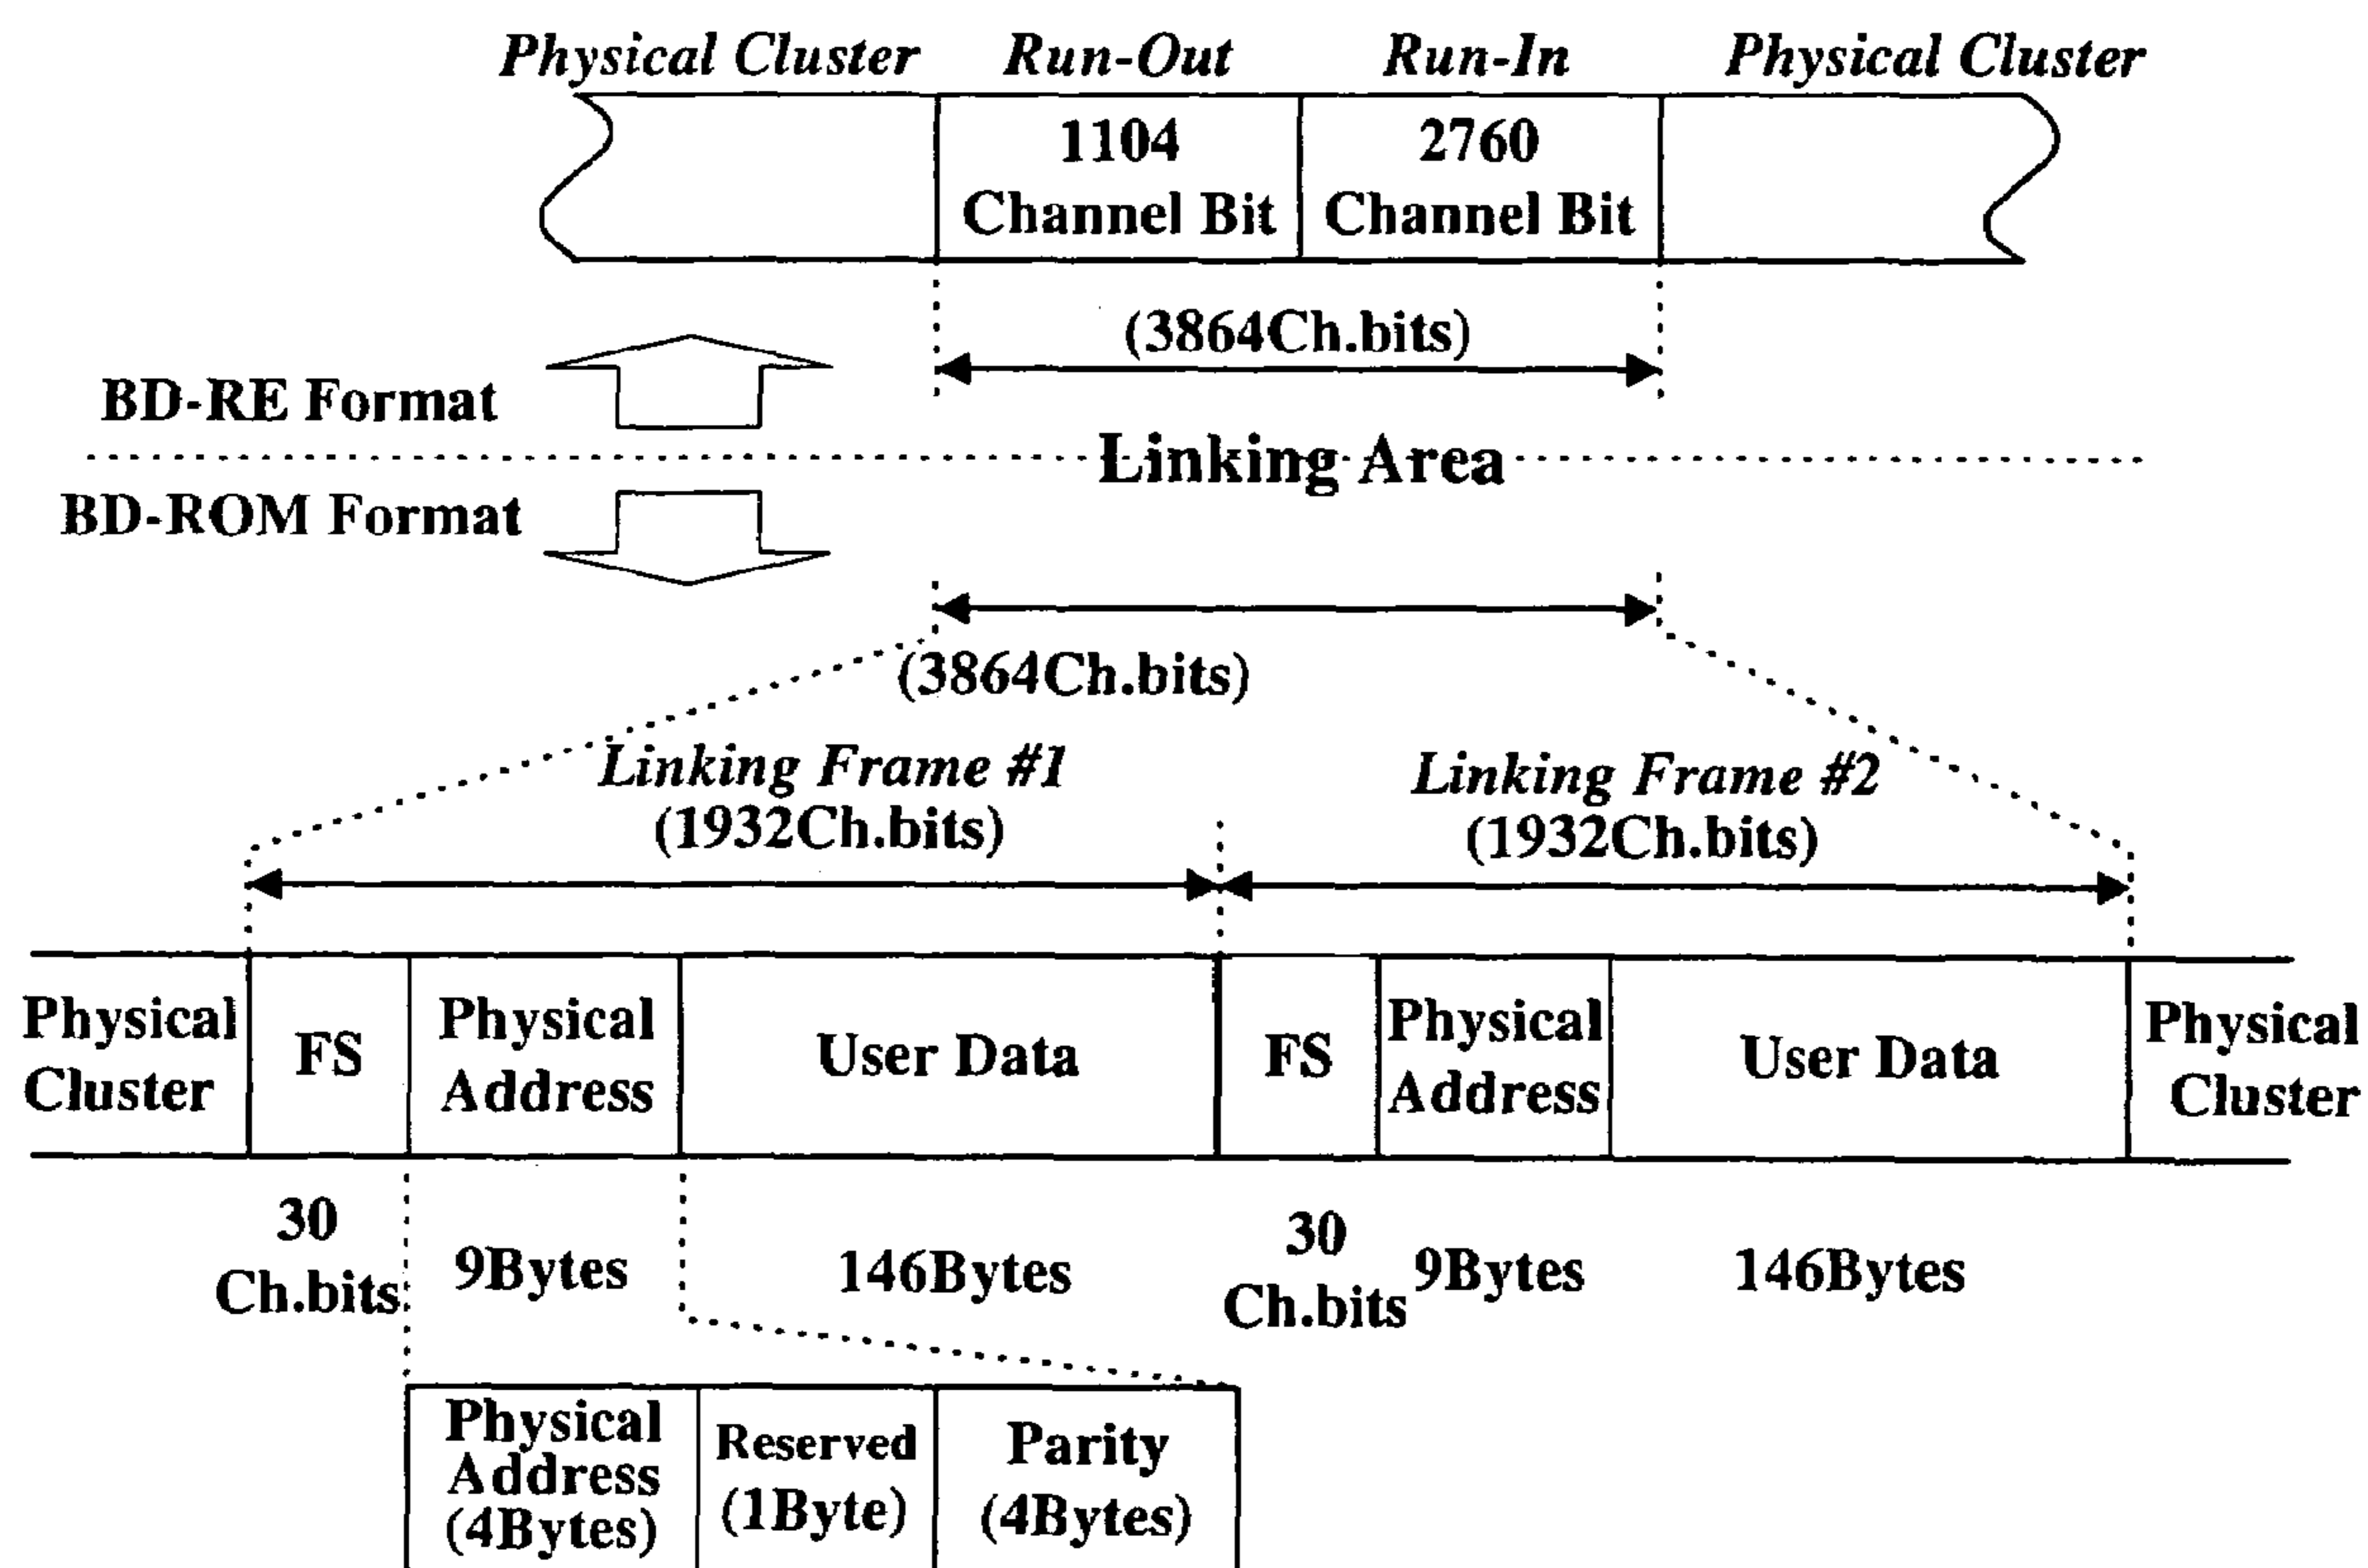 Physical Cluster Run-Out Run-In Physical Cluster
1104 Channel Bit
2760 Channel Bit
(3864Ch.bits)
BD-RE Format
Linking Area
BD-ROM Format
(3864Ch.bits)
Linking Frame #1
(1932Ch.bits)
Linking Frame #2
(1932Ch.bits)
Physical
Cluster
FS
Physical
Address
User Data
FS
Physical
Address
User Data
Physical
Cluster
30
Ch.bits
9Bytes
146Bytes
30
Ch.bits
9Bytes
146Bytes
Physical
Address
(4Bytes)
Reserved
(1Byte)
Parity
(4Bytes)